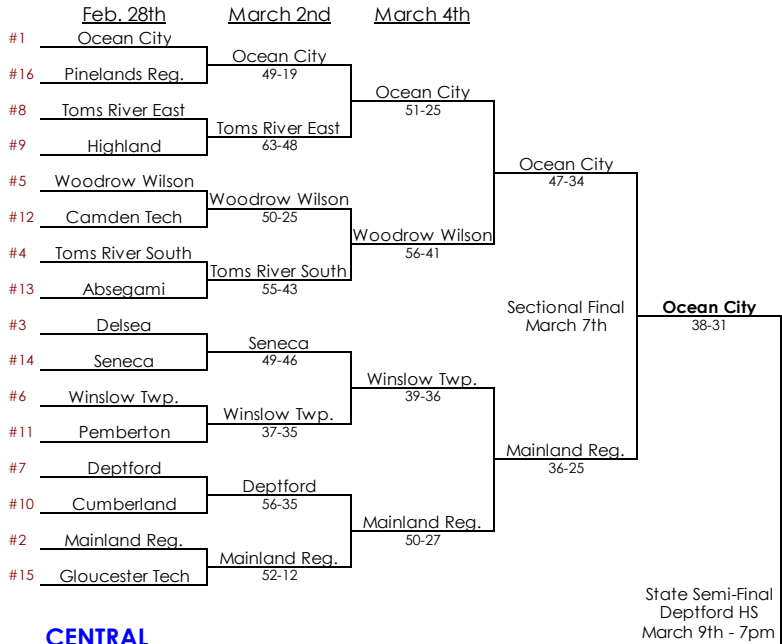 Feb. 28th March 2nd March 4th
#1 Ocean City
Ocean City
49-19
#16 Pinelands Reg.
Ocean City
51-25
#8 Toms River East
Toms River East
63-48
#9 Highland
Ocean City
47-34
#5 Woodrow Wilson
Woodrow Wilson
50-25
#12 Camden Tech
Woodrow Wilson
56-41
#4 Toms River South
Toms River South
55-43
#13 Absegami
Sectional Final
March 7th
Ocean City
38-31
#3 Delsea
Seneca
49-46
#14 Seneca
Winslow Twp.
39-36
#6 Winslow Twp.
Winslow Twp.
37-35
#11 Pemberton
Mainland Reg.
36-25
#7 Deptford
Deptford
56-35
#10 Cumberland
Mainland Reg.
50-27
#2 Mainland Reg.
Mainland Reg.
52-12
#15 Gloucester Tech
State Semi-Final
Deptford HS
March 9th - 7pm
CENTRAL